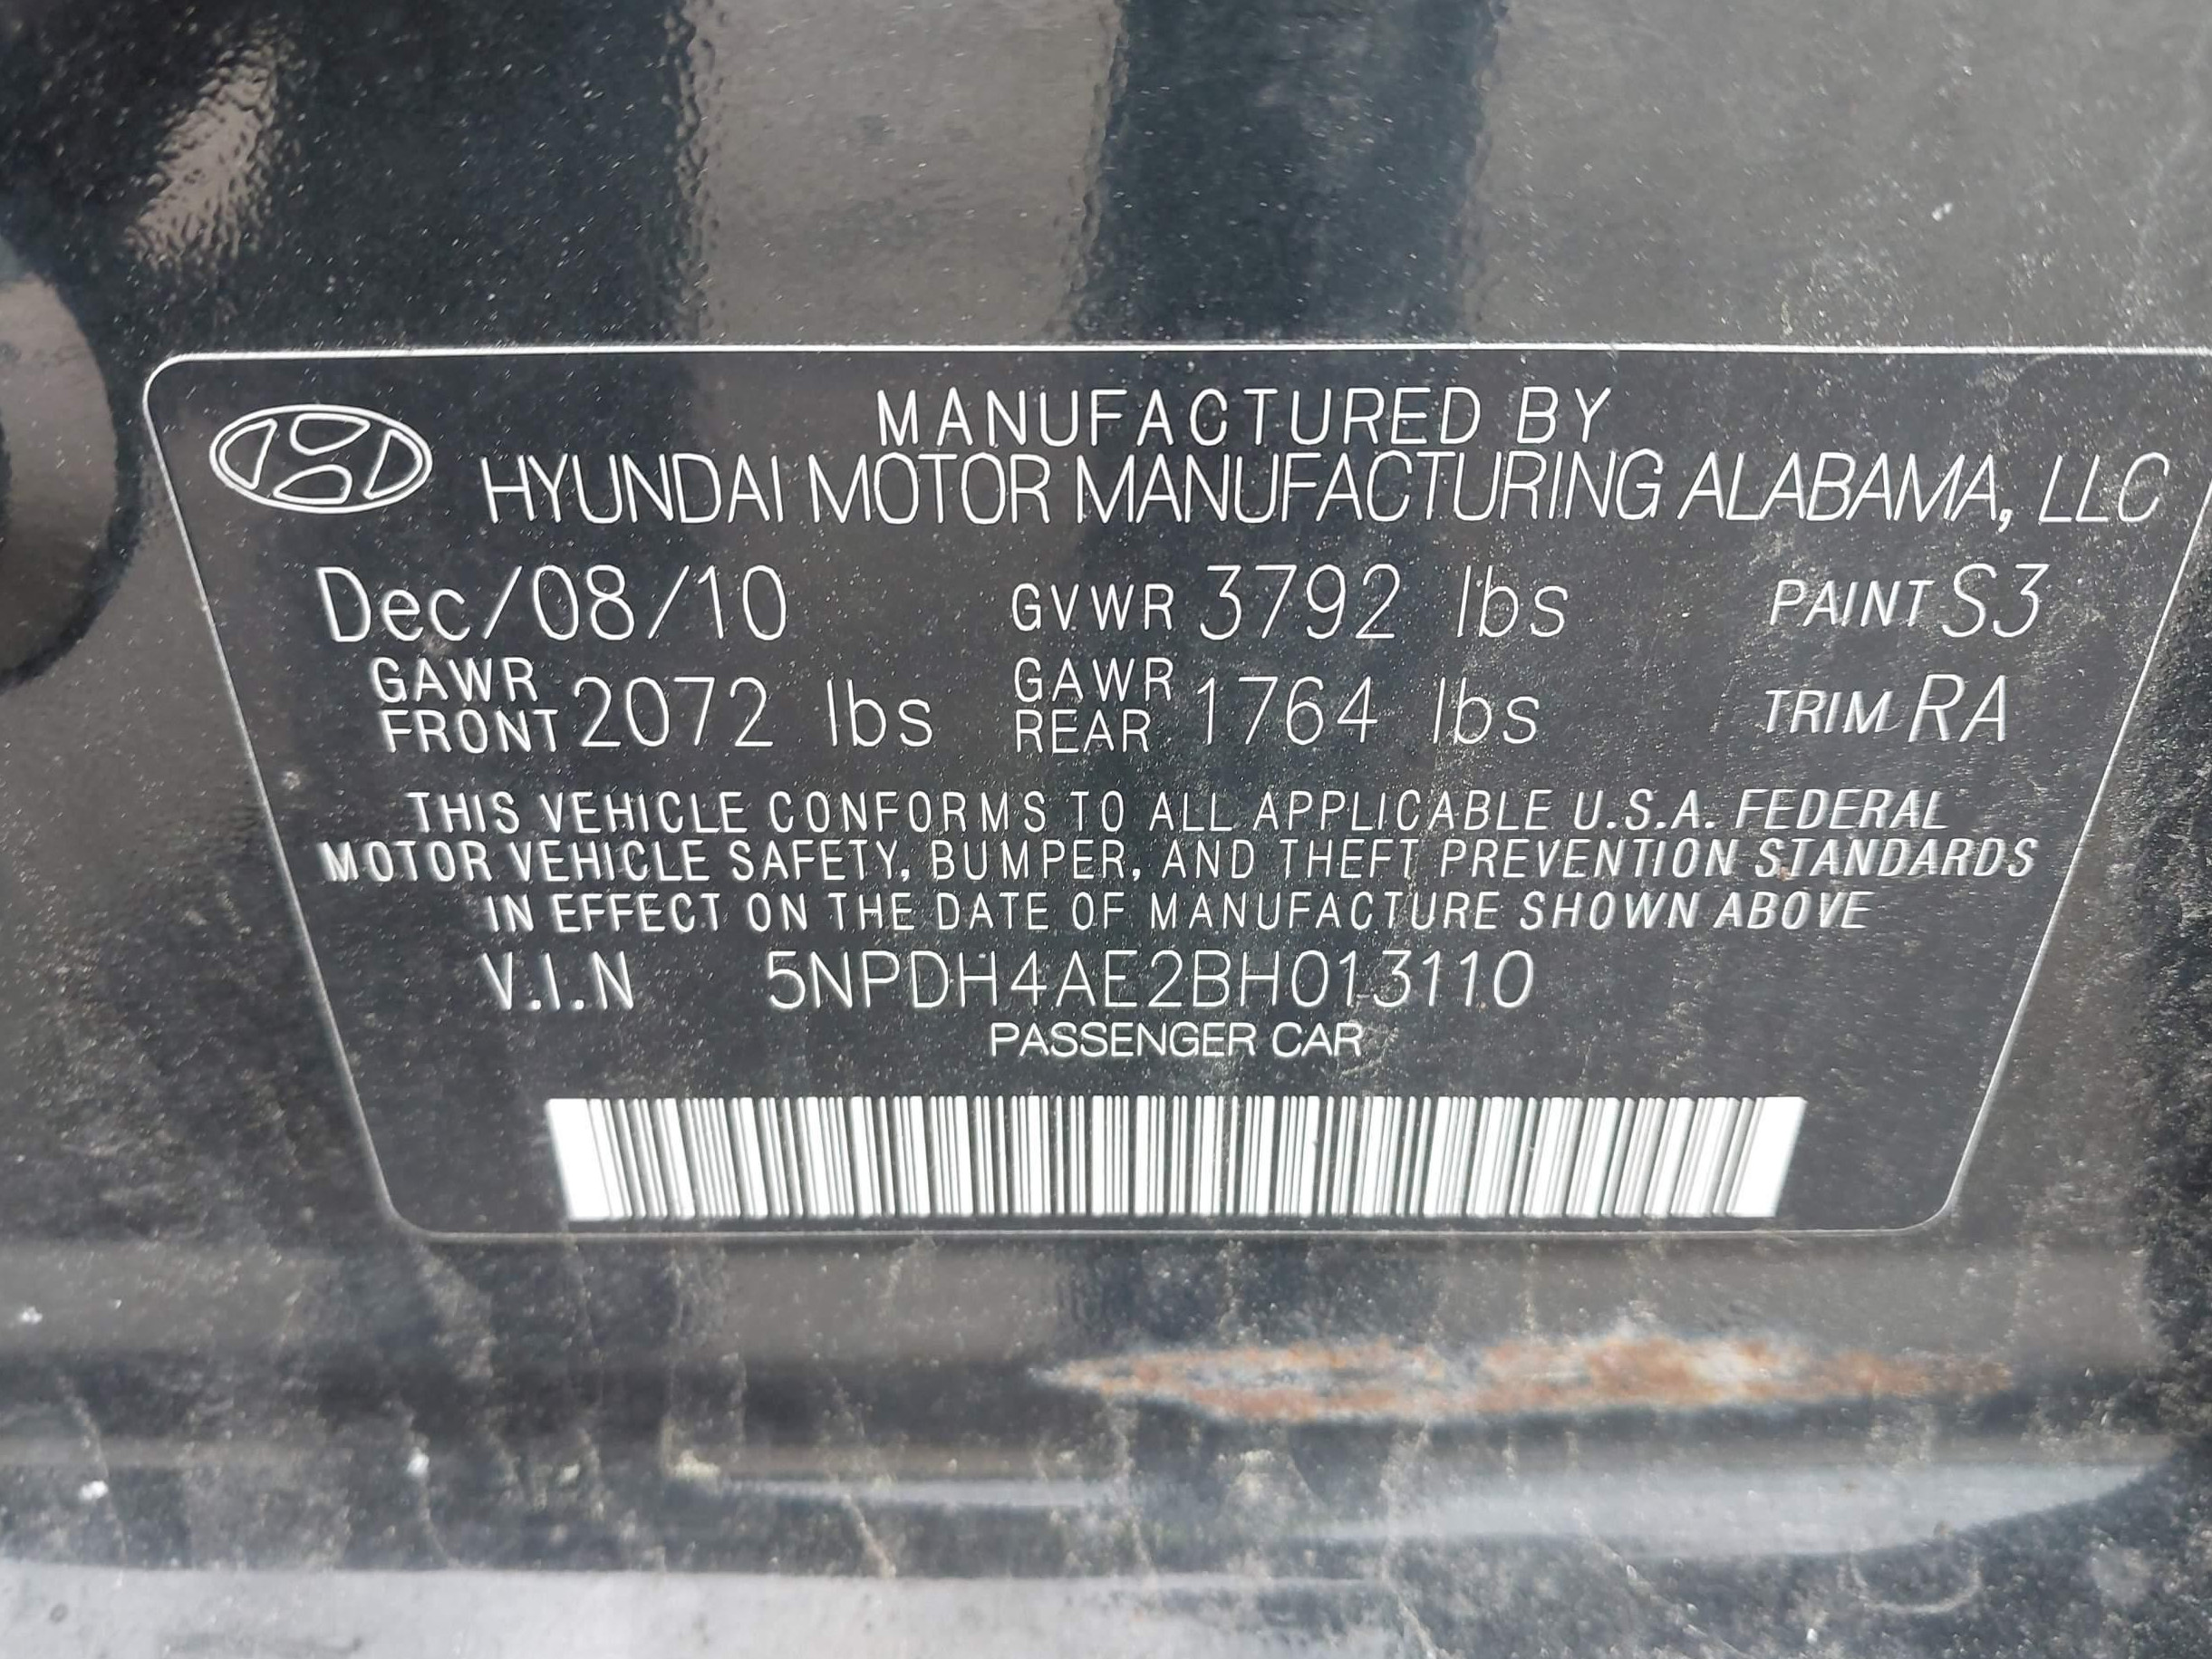 MANUFACTURED BY
HYUNDAI MOTOR MANUFACTURING ALABAMA, LLC
Dec/08/10 GVWR 3792 lbs PAINT S3
GAWR FRONT 2072 lbs GAWR REAR 1764 lbs TRIM RA
THIS VEHICLE CONFORMS TO ALL APPLICABLE U.S.A. FEDERAL
MOTOR VEHICLE SAFETY, BUMPER, AND THEFT PREVENTION STANDARDS
IN EFFECT ON THE DATE OF MANUFACTURE SHOWN ABOVE
V.I.N 5NPDH4AE2BH013110
PASSENGER CAR